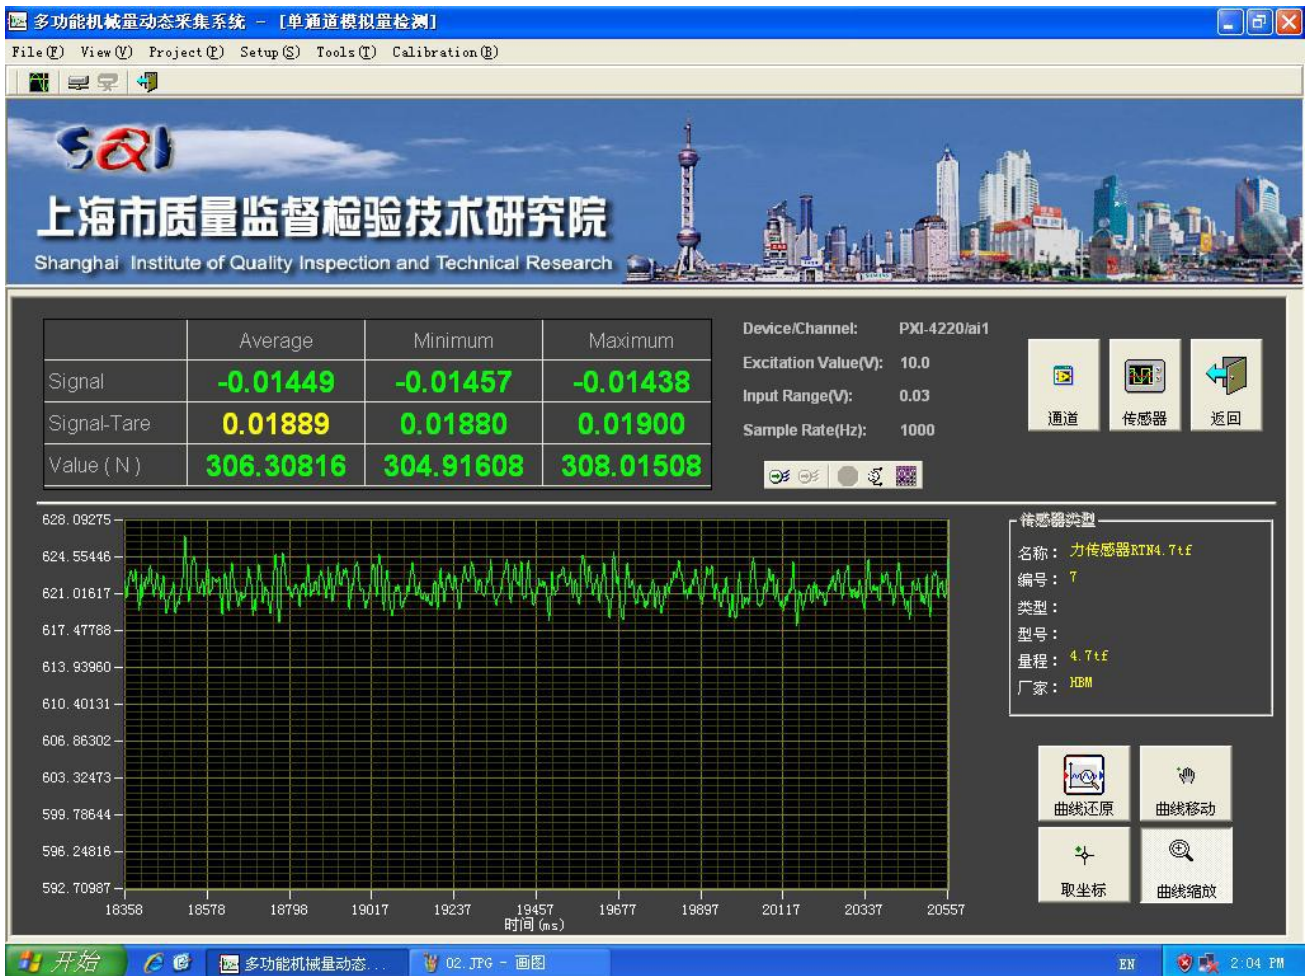 多功能机械量动态采集系统 - [单通道模拟量检测]
File(F) View(V) Project(P) Setup(S) Tools(T) Calibration(B)
SQI
上海市质量监督检验技术研究院
Shanghai Institute of Quality Inspection and Technical Research
Average Minimum Maximum
Signal -0.01449 -0.01457 -0.01438
Signal-Tare 0.01889 0.01880 0.01900
Value ( N ) 306.30816 304.91608 308.01508
Device/Channel: PXI-4220/ai1
Excitation Value(V): 10.0
Input Range(V): 0.03
Sample Rate(Hz): 1000
通道 传感器 返回
628.09275
624.55446
621.01617
617.47788
613.93960
610.40131
606.86302
603.32473
599.78644
596.24816
592.70987
18358 18578 18798 19017 19237 19457 19677 19897 20117 20337 20557
时间(ms)
传感器类型
名称: 力传感器RTN4.7tf
编号: 7
类型:
型号:
量程: 4.7tf
厂家: HBM
曲线还原 曲线移动
取坐标 曲线缩放
开始 多功能机械量动态... 02.JPG - 画图 EN 2:04 PM